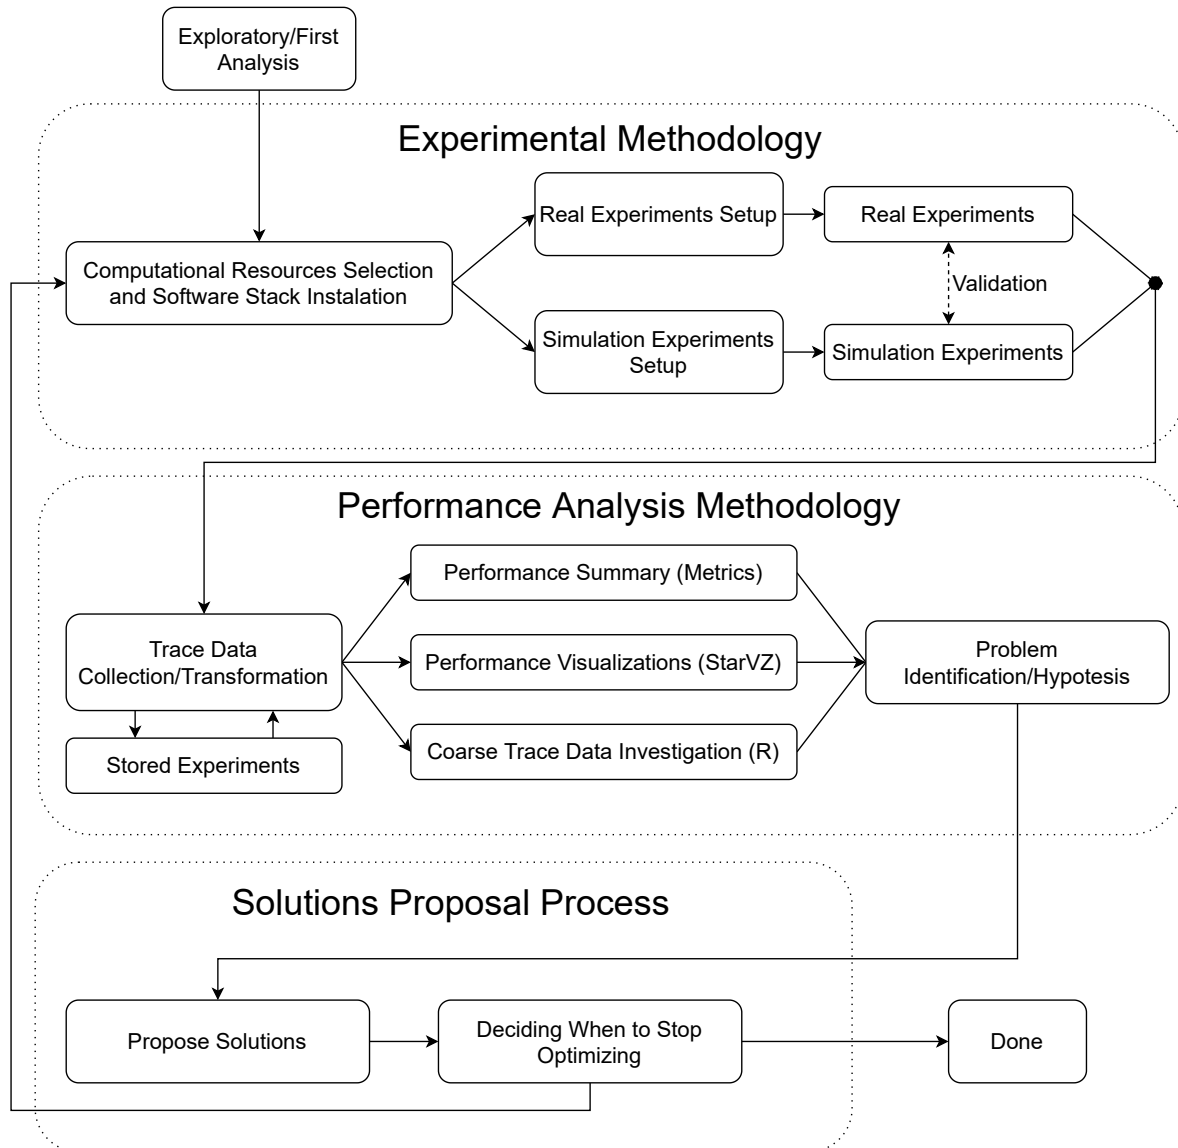 Exploratory/First
Analysis
Experimental Methodology
Computational Resources Selection
and Software Stack Instalation
Real Experiments Setup
Real Experiments
Validation
Simulation Experiments
Setup
Simulation Experiments
Performance Analysis Methodology
Trace Data
Collection/Transformation
Stored Experiments
Performance Summary (Metrics)
Performance Visualizations (StarVZ)
Coarse Trace Data Investigation (R)
Problem
Identification/Hypotesis
Solutions Proposal Process
Propose Solutions
Deciding When to Stop
Optimizing
Done